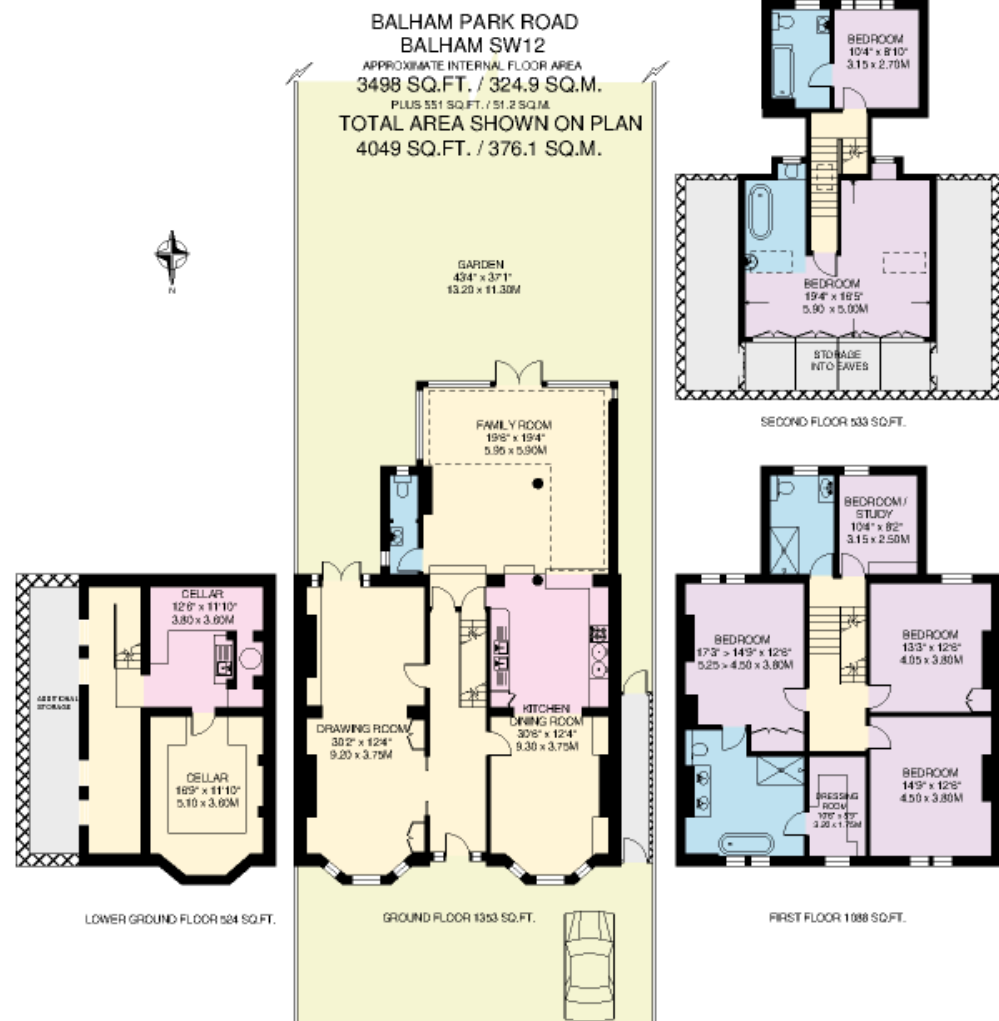 BALHAM PARK ROAD
BALHAM SW12
APPROXIMATE INTERNAL FLOOR AREA
3498 SQ.FT. / 324.9 SQ.M.
PLUS 551 SQ.FT. / 51.2 SQ.M.
TOTAL AREA SHOWN ON PLAN
4049 SQ.FT. / 376.1 SQ.M.
N
GARDEN
43'4" x 37'1"
13.20 x 11.30M
FAMILY ROOM
19'6" x 19'4"
5.95 x 5.90M
BEDROOM
10'4" x 8'10"
3.15 x 2.70M
BEDROOM
19'4" x 16'5"
5.90 x 5.00M
STORAGE
INTO EAVES
SECOND FLOOR 533 SQ.FT.
CELLAR
12'6" x 11'10"
3.80 x 3.60M
ADDITIONAL
STORAGE
CELLAR
16'9" x 11'10"
5.10 x 3.60M
LOWER GROUND FLOOR 524 SQ.FT.
DRAWING ROOM
30'2" x 12'4"
9.20 x 3.75M
KITCHEN
DINING ROOM
30'6" x 12'4"
9.30 x 3.75M
GROUND FLOOR 1353 SQ.FT.
BEDROOM /
STUDY
10'4" x 8'2"
3.15 x 2.50M
BEDROOM
17'3" > 14'9" x 12'6"
5.25 > 4.50 x 3.80M
BEDROOM
13'3" x 12'6"
4.05 x 3.80M
BEDROOM
14'9" x 12'6"
4.50 x 3.80M
DRESSING
ROOM
3.20 x 1.75M
FIRST FLOOR 1088 SQ.FT.